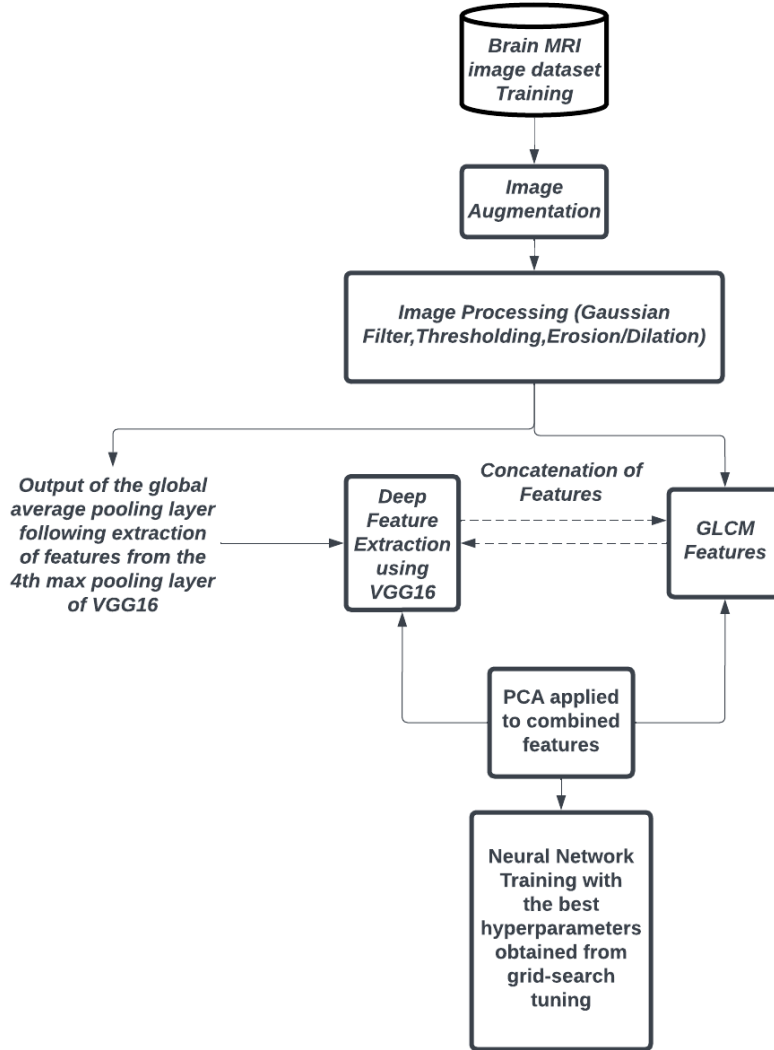 Brain MRI
image dataset
Training
Image
Augmentation
Image Processing (Gaussian
Filter,Thresholding,Erosion/Dilation)
Output of the global
average pooling layer
following extraction
of features from the
4th max pooling layer
of VGG16
Deep
Feature
Extraction
using
VGG16
Concatenation of
Features
GLCM
Features
PCA applied
to combined
features
Neural Network
Training with
the best
hyperparameters
obtained from
grid-search
tuning